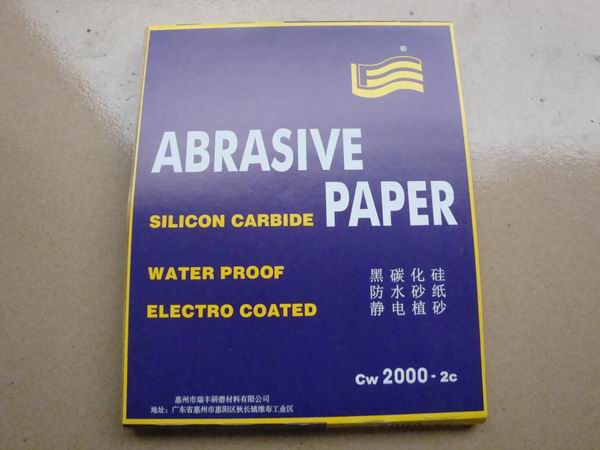 ®
ABRASIVE
PAPER
SILICON CARBIDE
WATER PROOF
ELECTRO COATED
黑碳化硅
防水砂纸
静电植砂
Cw 2000 - 2c
惠州市瑞丰研磨材料有限公司
地址：广东省惠州市惠阳区秋长镇维布工业区